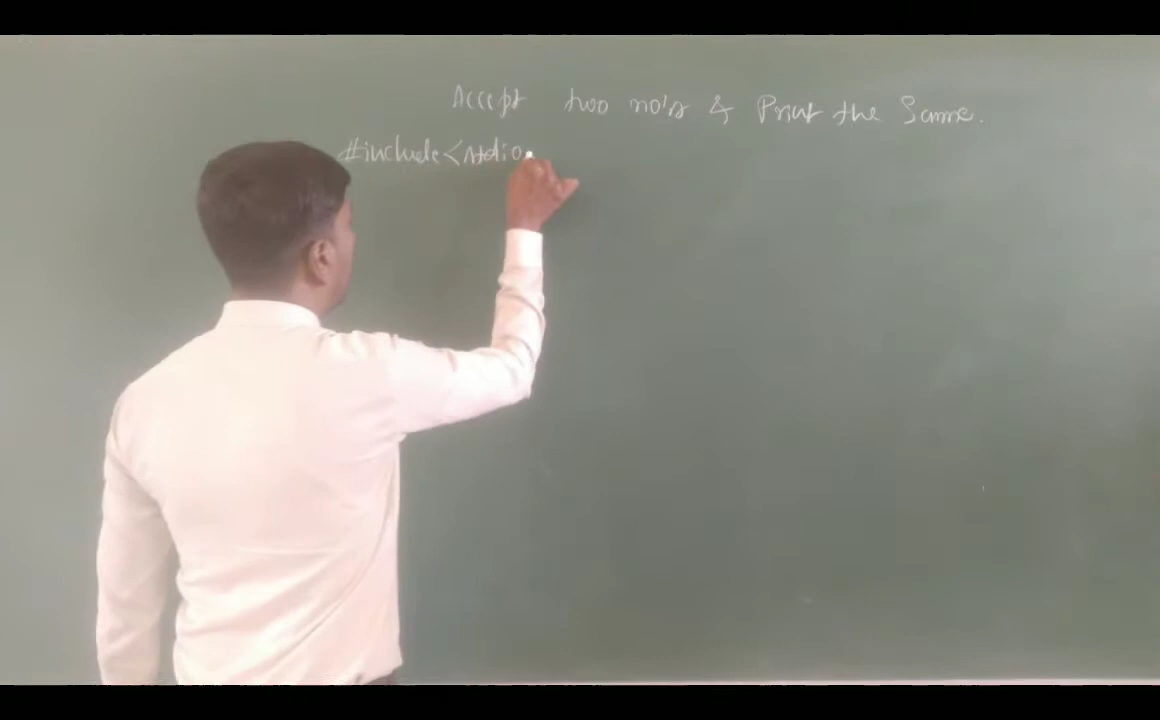 Accept two no's & Print the Same.
#include<stdio.